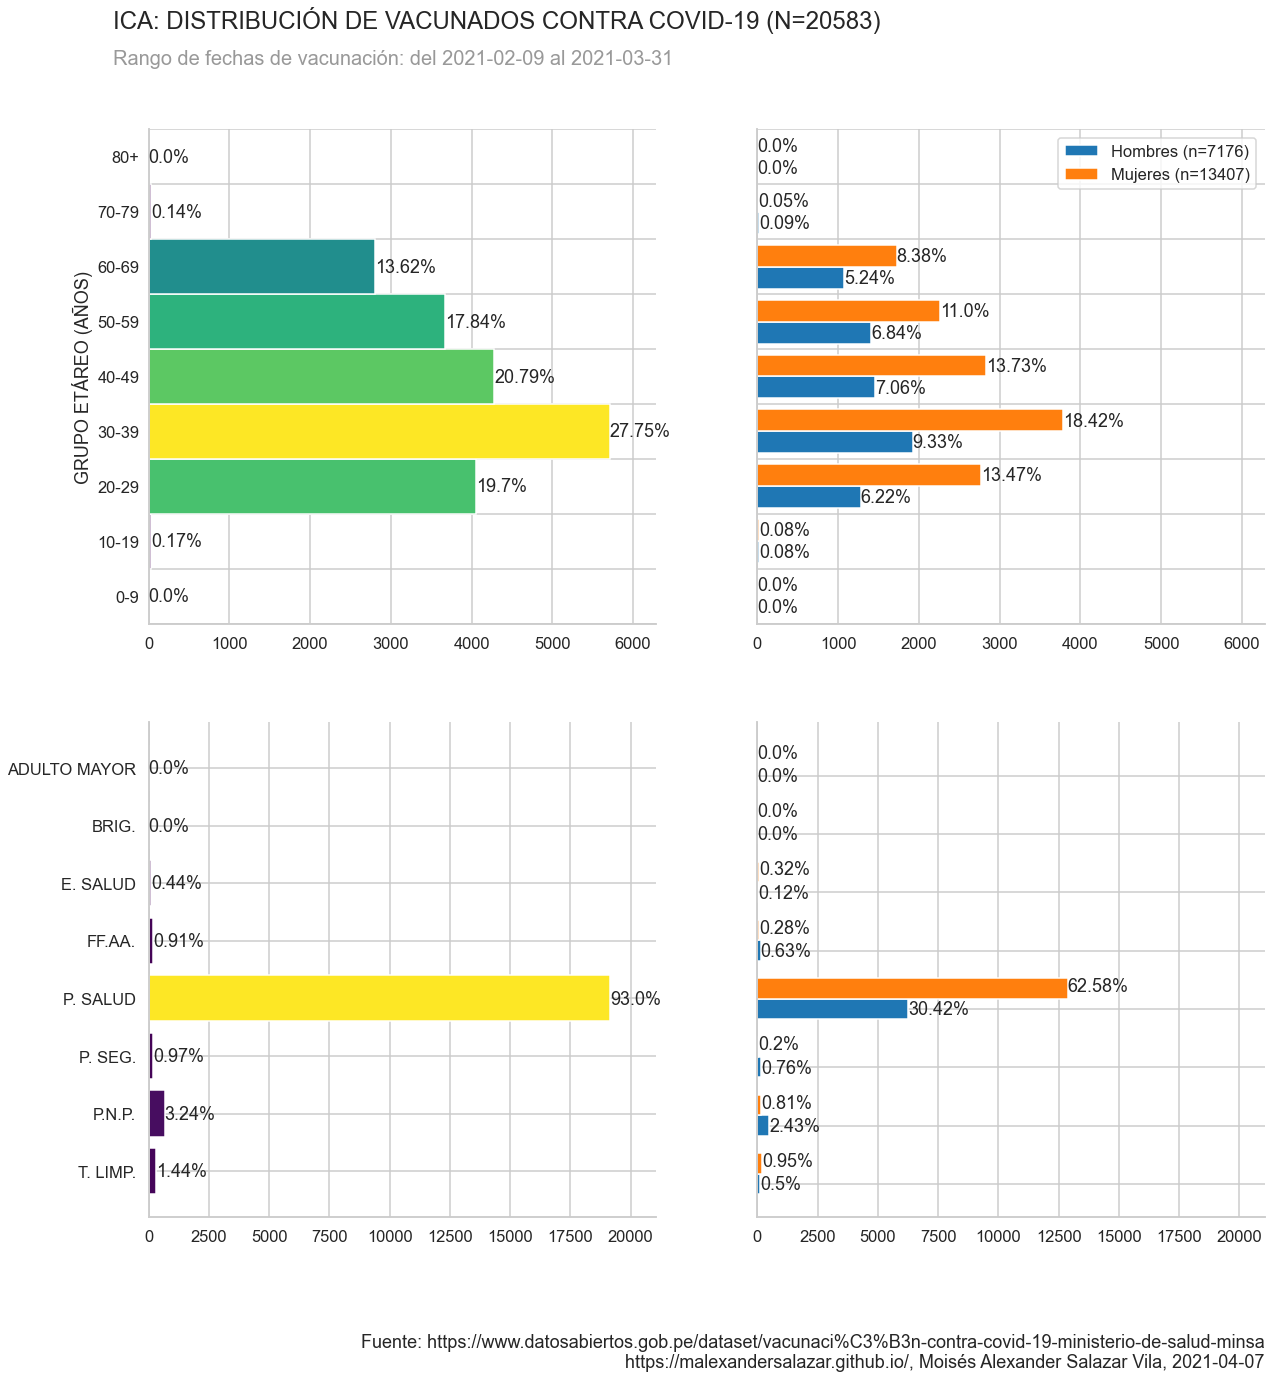 ICA: DISTRIBUCIÓN DE VACUNADOS CONTRA COVID-19 (N=20583)
Rango de fechas de vacunación: del 2021-02-09 al 2021-03-31
GRUPO ETÁREO (AÑOS)
80+ 0.0%
70-79 0.14%
60-69 13.62%
50-59 17.84%
40-49 20.79%
30-39 27.75%
20-29 19.7%
10-19 0.17%
0-9 0.0%
0 1000 2000 3000 4000 5000 6000
Hombres (n=7176)
Mujeres (n=13407)
0.0%
0.0%
0.05%
0.09%
8.38%
5.24%
11.0%
6.84%
13.73%
7.06%
18.42%
9.33%
13.47%
6.22%
0.08%
0.08%
0.0%
0.0%
0 1000 2000 3000 4000 5000 6000
ADULTO MAYOR 0.0%
BRIG. 0.0%
E. SALUD 0.44%
FF.AA. 0.91%
P. SALUD 93.0%
P. SEG. 0.97%
P.N.P. 3.24%
T. LIMP. 1.44%
0 2500 5000 7500 10000 12500 15000 17500 20000
0.0%
0.0%
0.0%
0.0%
0.32%
0.12%
0.28%
0.63%
62.58%
30.42%
0.2%
0.76%
0.81%
2.43%
0.95%
0.5%
0 2500 5000 7500 10000 12500 15000 17500 20000
Fuente: https://www.datosabiertos.gob.pe/dataset/vacunaci%C3%B3n-contra-covid-19-ministerio-de-salud-minsa
https://malexandersalazar.github.io/, Moisés Alexander Salazar Vila, 2021-04-07